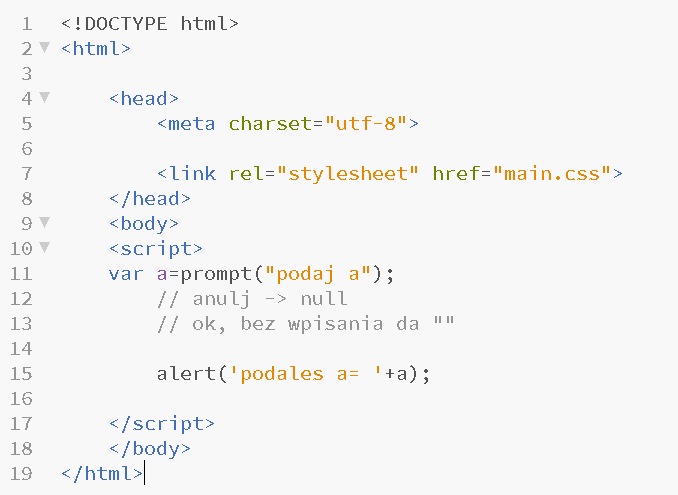 1 <!DOCTYPE html>
2 <html>
3
4 <head>
5 <meta charset="utf-8">
6
7 <link rel="stylesheet" href="main.css">
8 </head>
9 <body>
10 <script>
11 var a=prompt("podaj a");
12 // anulj -> null
13 // ok, bez wpisania da ""
14
15 alert('podales a= '+a);
16
17 </script>
18 </body>
19 </html>